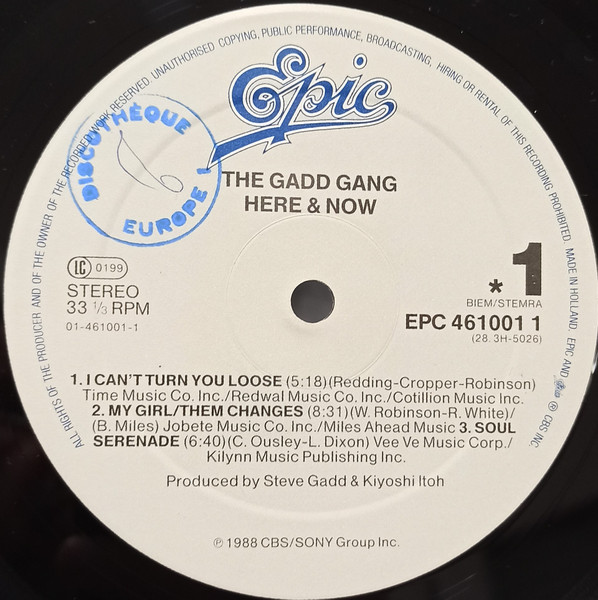 ALL RIGHTS OF THE PRODUCER AND OF THE OWNER OF THE RECORDED WORK RESERVED. UNAUTHORISED COPYING, PUBLIC PERFORMANCE, BROADCASTING, HIRING OR RENTAL OF THIS RECORDING PROHIBITED. MADE IN HOLLAND. EPIC AND ℗ CBS INC.
Epic
DISCOTHÈQUE
EUROPE 1
THE GADD GANG
HERE & NOW
LC 0199
STEREO
33 1/3 RPM
01-461001-1
*1
BIEM/STEMRA
EPC 461001 1
(28.3H-5026)
1. I CAN'T TURN YOU LOOSE (5:18)(Redding-Cropper-Robinson)
Time Music Co. Inc./Redwal Music Co./Cotillion Music Inc.
2. MY GIRL/THEM CHANGES (8:31)(W. Robinson-R. White)/
(B. Miles) Jobete Music Co. Inc./Miles Ahead Music 3. SOUL
SERENADE (6:40)(C. Ousley-L. Dixon) Vee Ve Music Corp./
Kilynn Music Publishing Inc.
Produced by Steve Gadd & Kiyoshi Itoh
℗ 1988 CBS/SONY Group Inc.